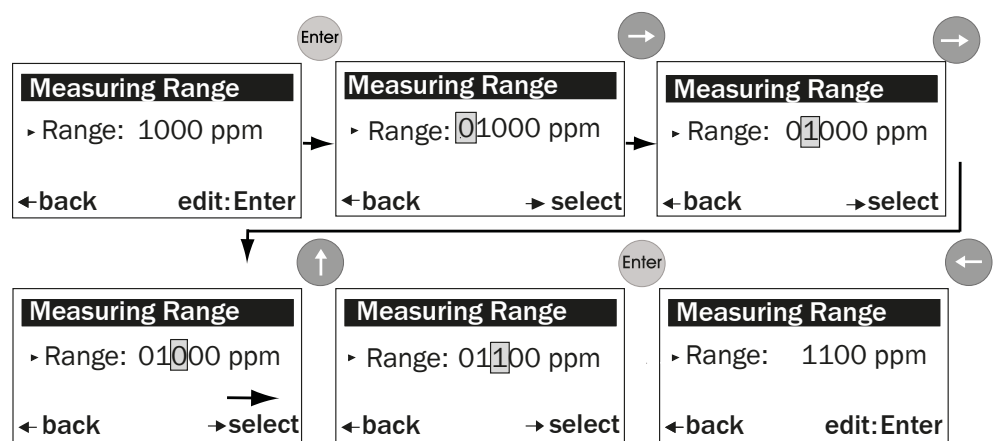 Enter → →
Measuring Range
▸ Range: 1000 ppm
←back edit:Enter
Measuring Range
▸ Range: 01000 ppm
←back → select
Measuring Range
▸ Range: 01000 ppm
←back →select
↑ Enter ←
Measuring Range
▸ Range: 01000 ppm
← back →select
Measuring Range
▸ Range: 01100 ppm
←back → select
Measuring Range
▸ Range: 1100 ppm
←back edit:Enter